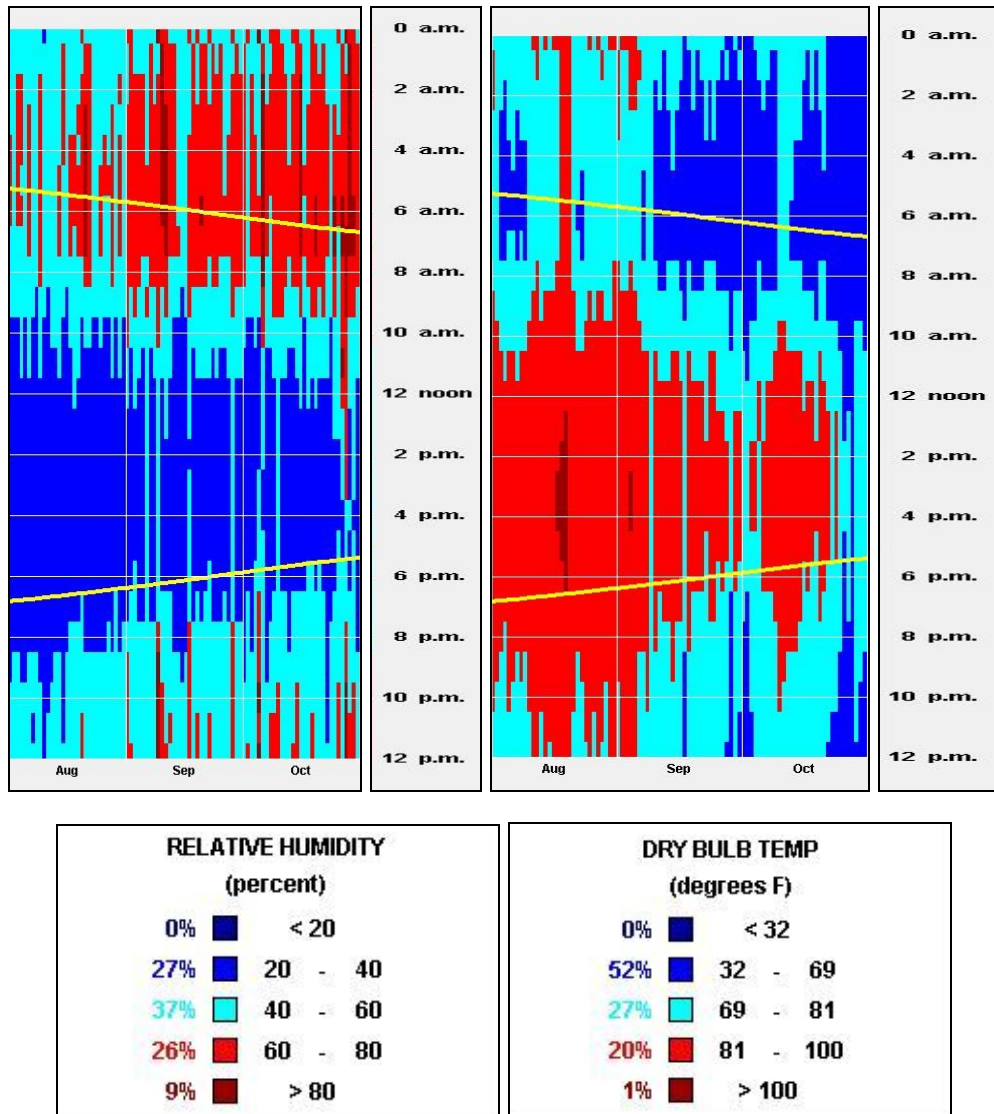 0 a.m.
2 a.m.
4 a.m.
6 a.m.
8 a.m.
10 a.m.
12 noon
2 p.m.
4 p.m.
6 p.m.
8 p.m.
10 p.m.
12 p.m.
Aug Sep Oct
0 a.m.
2 a.m.
4 a.m.
6 a.m.
8 a.m.
10 a.m.
12 noon
2 p.m.
4 p.m.
6 p.m.
8 p.m.
10 p.m.
12 p.m.
Aug Sep Oct
RELATIVE HUMIDITY
(percent)
0% < 20
27% 20 - 40
37% 40 - 60
26% 60 - 80
9% > 80
DRY BULB TEMP
(degrees F)
0% < 32
52% 32 - 69
27% 69 - 81
20% 81 - 100
1% > 100